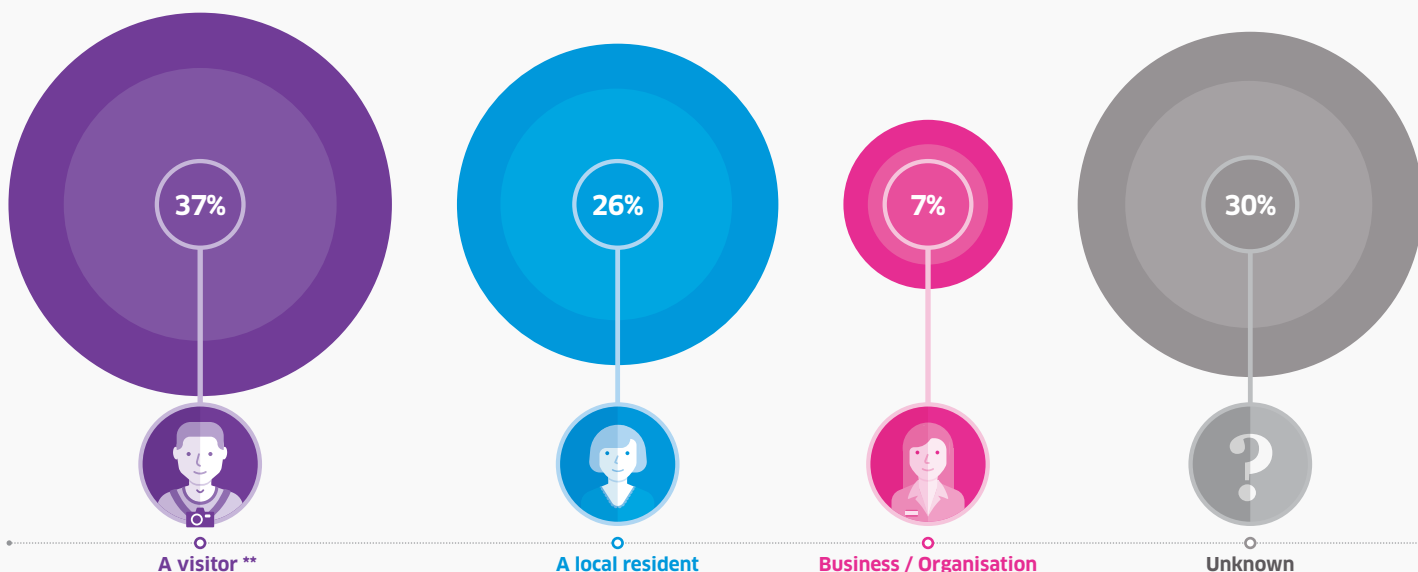 37%
26%
7%
30%
?
A visitor **
A local resident
Business / Organisation
Unknown